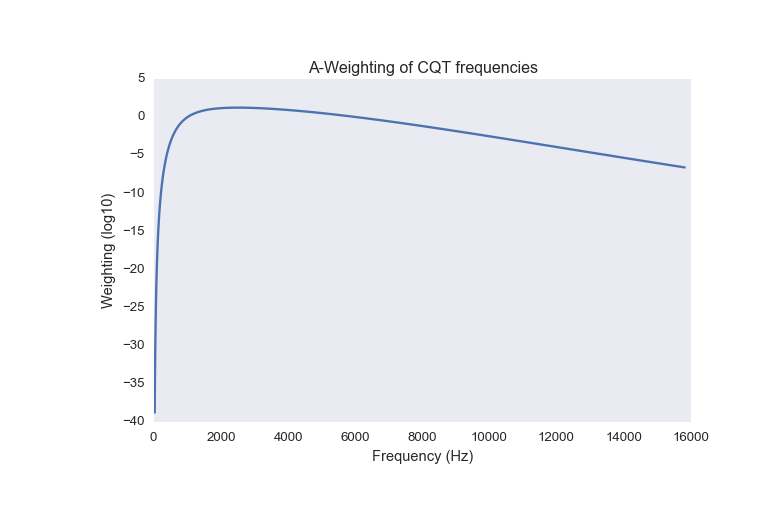 A-Weighting of CQT frequencies
5
0
−5
−10
−15
−20
−25
−30
−35
−40
Weighting (log10)
0 2000 4000 6000 8000 10000 12000 14000 16000
Frequency (Hz)